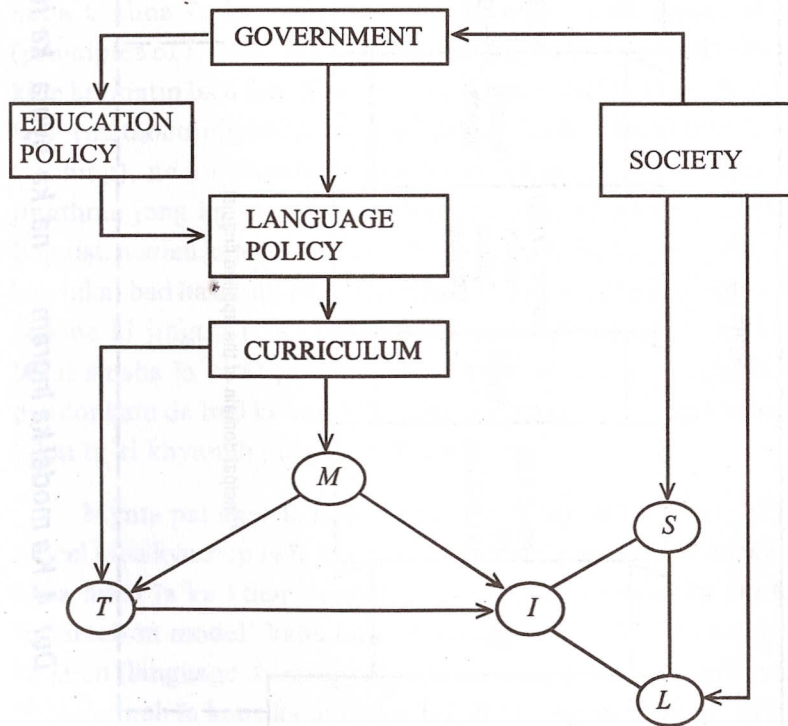 GOVERNMENT
EDUCATION
POLICY
SOCIETY
LANGUAGE
POLICY
CURRICULUM
M
S
T
I
L